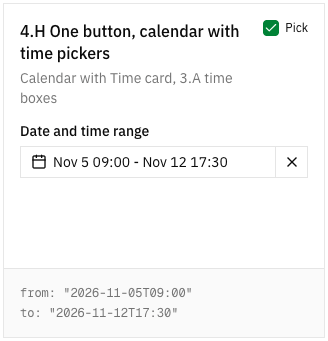 4.H One button, calendar with
time pickers
Pick
Calendar with Time card, 3.A time
boxes
Date and time range
Nov 5 09:00 - Nov 12 17:30
from: "2026-11-05T09:00"
to: "2026-11-12T17:30"